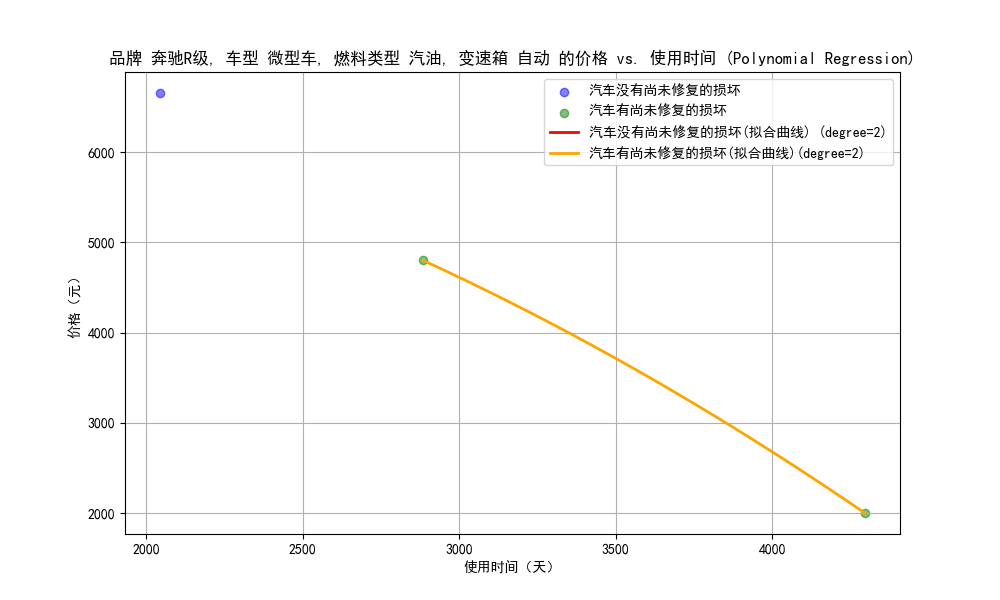 品牌 奔驰R级, 车型 微型车, 燃料类型 汽油, 变速箱 自动 的价格 vs. 使用时间 (Polynomial Regression)
汽车没有尚未修复的损坏
汽车有尚未修复的损坏
汽车没有尚未修复的损坏(拟合曲线) (degree=2)
汽车有尚未修复的损坏(拟合曲线)(degree=2)
价格（元）
6000
5000
4000
3000
2000
2000 2500 3000 3500 4000
使用时间（天）